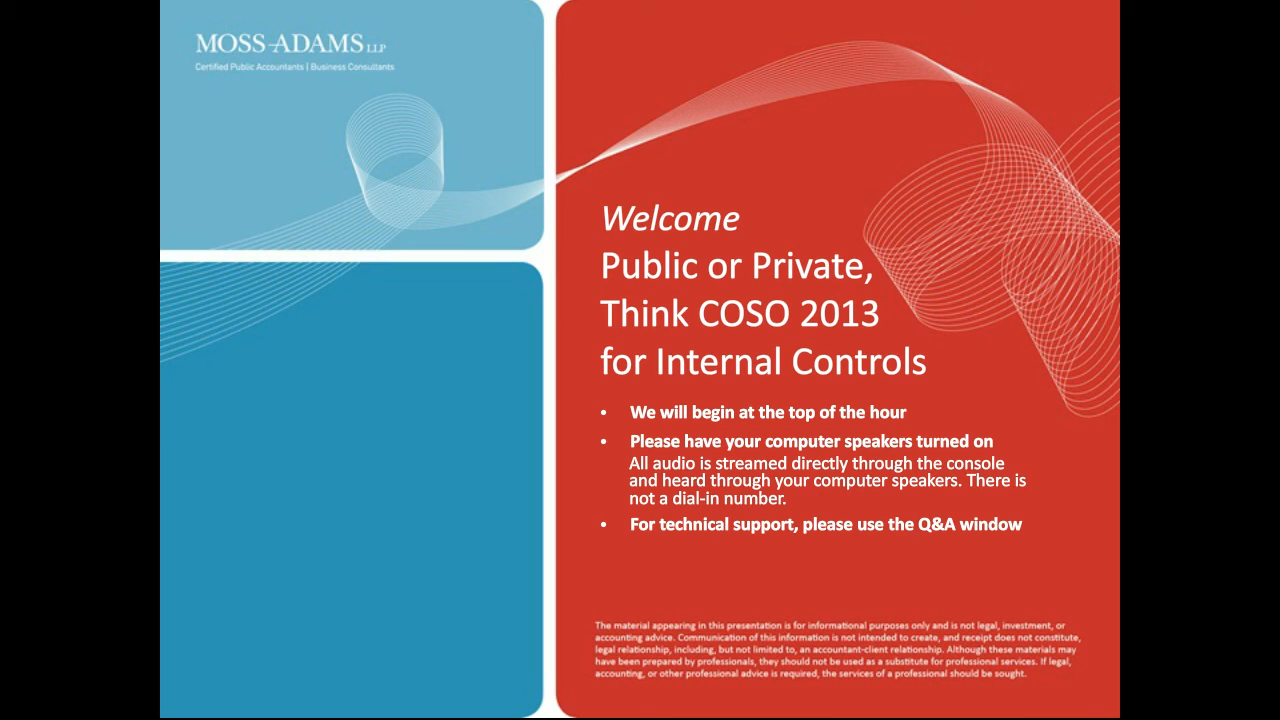 MOSS-ADAMS LLP
Certified Public Accountants | Business Consultants
Welcome
Public or Private,
Think COSO 2013
for Internal Controls
• We will begin at the top of the hour
• Please have your computer speakers turned on
All audio is streamed directly through the console
and heard through your computer speakers. There is
not a dial-in number.
• For technical support, please use the Q&A window
The material appearing in this presentation is for informational purposes only and is not legal, investment, or
accounting advice. Communication of this information is not intended to create, and receipt does not constitute,
legal relationship, including, but not limited to, an accountant-client relationship. Although these materials may
have been prepared by professionals, they should not be used as a substitute for professional services. If legal,
accounting, or other professional advice is required, the services of a professional should be sought.